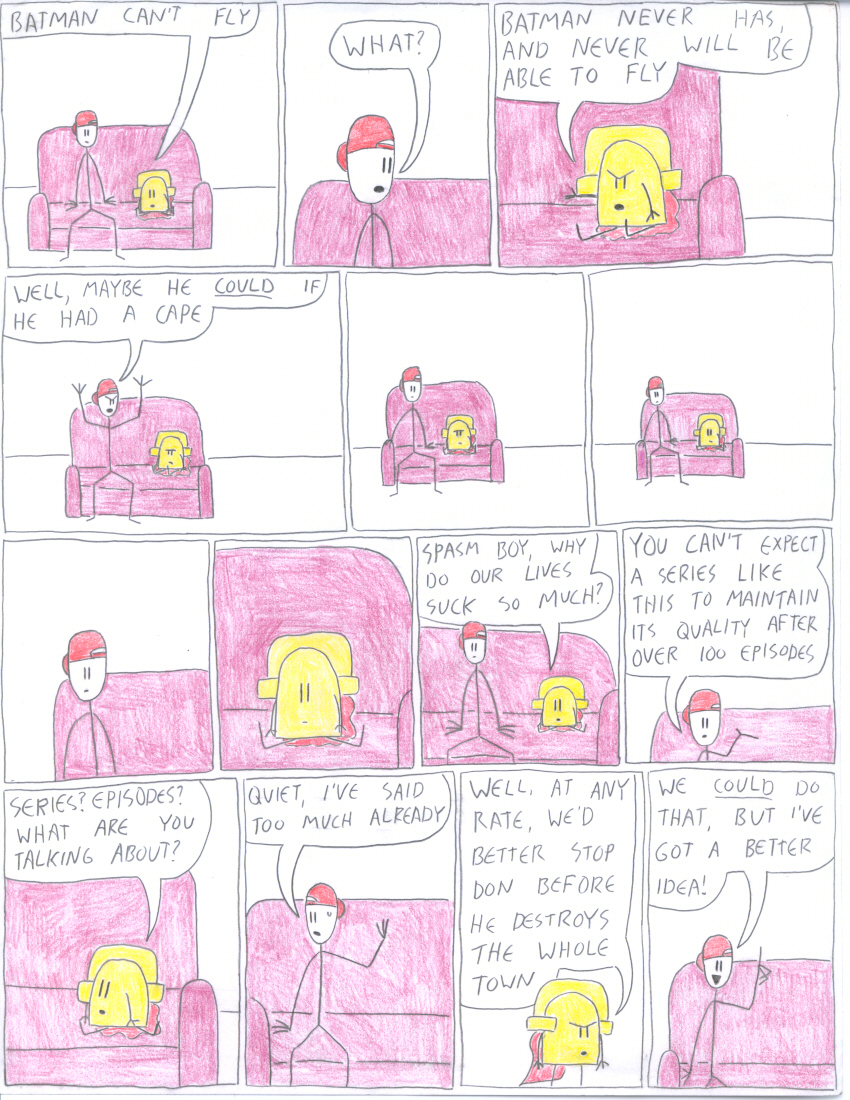 BATMAN CAN'T FLY
WHAT?
BATMAN NEVER HAS,
AND NEVER WILL BE
ABLE TO FLY
WELL, MAYBE HE COULD IF
HE HAD A CAPE
SPASM BOY, WHY
DO OUR LIVES
SUCK SO MUCH?
YOU CAN'T EXPECT
A SERIES LIKE
THIS TO MAINTAIN
ITS QUALITY AFTER
OVER 100 EPISODES
SERIES? EPISODES?
WHAT ARE YOU
TALKING ABOUT?
QUIET, I'VE SAID
TOO MUCH ALREADY
WELL, AT ANY
RATE, WE'D
BETTER STOP
DON BEFORE
HE DESTROYS
THE WHOLE
TOWN
WE COULD DO
THAT, BUT I'VE
GOT A BETTER
IDEA!